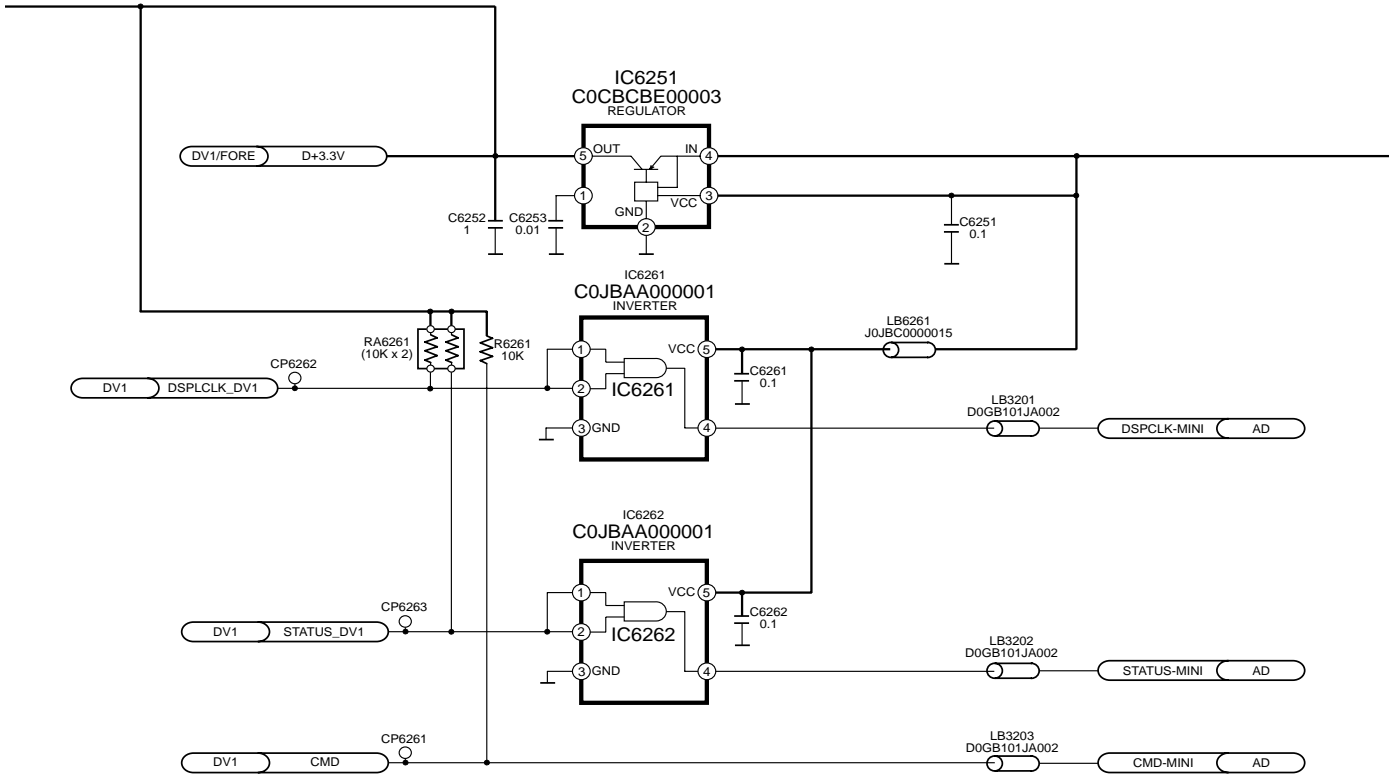 IC6251
C0CBCBE00003
REGULATOR
DV1/FORE D+3.3V
5 OUT IN 4
1 VCC 3
GND
2
C6252
1
C6253
0.01
C6251
0.1
IC6261
C0JBAA000001
INVERTER
RA6261
(10K x 2)
R6261
10K
LB6261
J0JBC0000015
1 VCC 5
CP6262
C6261
0.1
DV1 DSPLCLK_DV1
2 IC6261
LB3201
D0GB101JA002
3 GND 4
DSPCLK-MINI AD
IC6262
C0JBAA000001
INVERTER
1 VCC 5
CP6263
C6262
0.1
DV1 STATUS_DV1
2 IC6262
LB3202
D0GB101JA002
3 GND 4
STATUS-MINI AD
CP6261
LB3203
D0GB101JA002
DV1 CMD
CMD-MINI AD